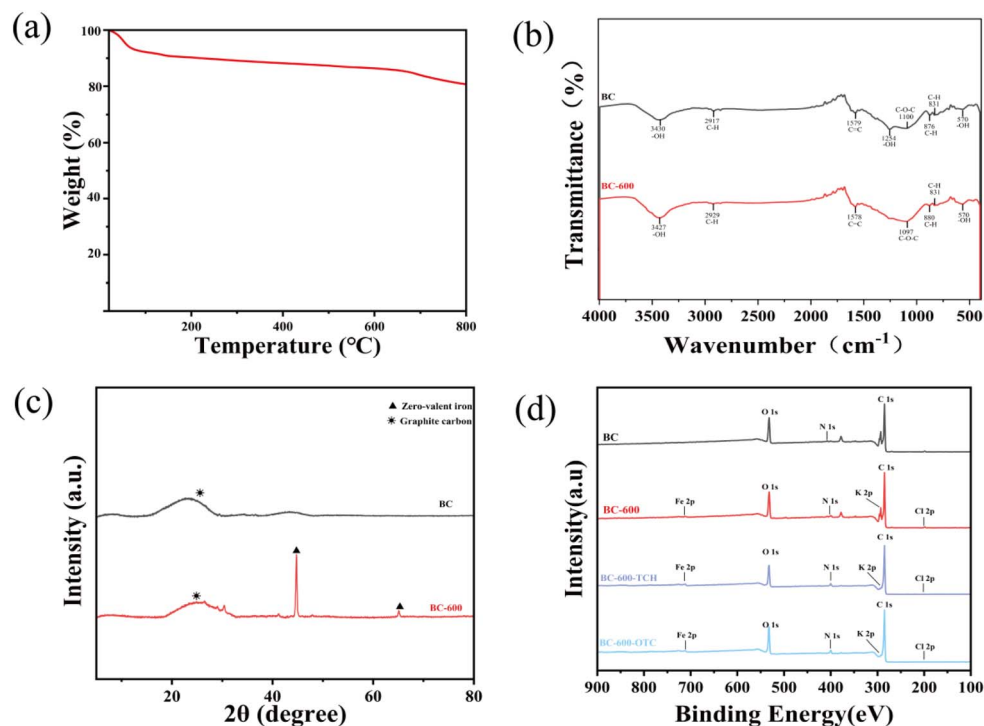 (a)
100
80
60
40
20
Weight (%)
200 400 600 800
Temperature (°C)
(b)
Transmittance (%)
BC
3430
-OH
2917
C-H
1579
C=C
1254
-OH
C-O-C
1100
876
C-H
C-H
831
570
-OH
BC-600
3427
-OH
2929
C-H
1578
C=C
1097
C-O-C
880
C-H
C-H
831
570
-OH
4000 3500 3000 2500 2000 1500 1000 500
Wavenumber (cm-1)
(c)
▲ Zero-valent iron
✳ Graphite carbon
Intensity (a.u.)
✳
BC
▲
✳
▲
BC-600
20 40 60 80
2θ (degree)
(d)
Intensity(a.u)
BC
O 1s
N 1s
C 1s
BC-600
Fe 2p
O 1s
N 1s
K 2p
C 1s
Cl 2p
BC-600-TCH
Fe 2p
O 1s
N 1s
K 2p
C 1s
Cl 2p
BC-600-OTC
Fe 2p
O 1s
N 1s
K 2p
C 1s
Cl 2p
900 800 700 600 500 400 300 200 100
Binding Energy(eV)